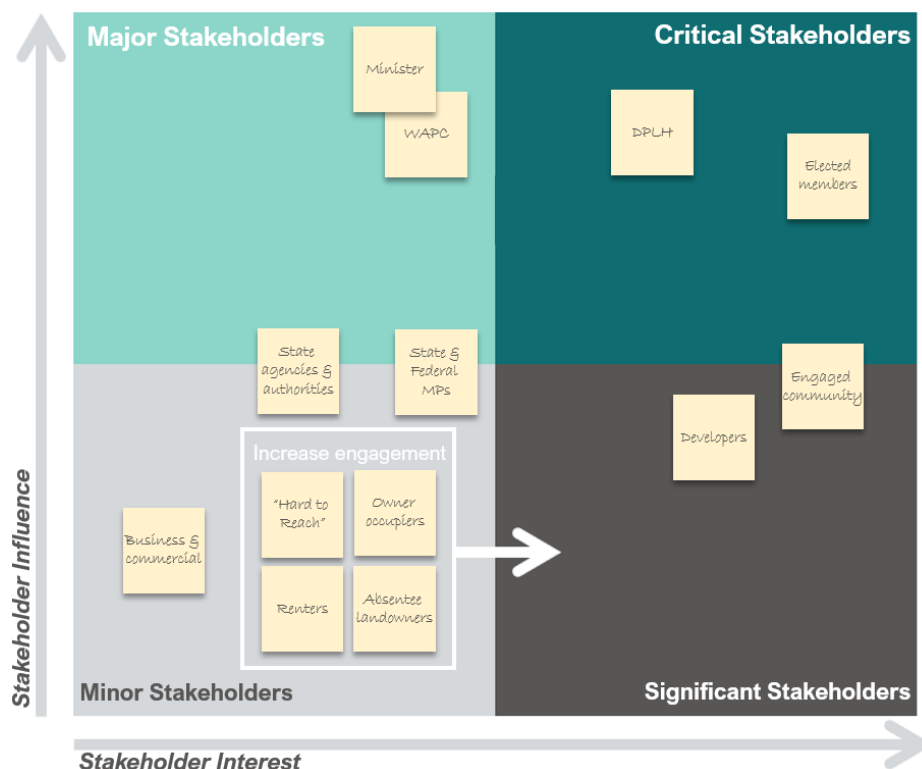 Major Stakeholders
Critical Stakeholders
Minister
WAPC
DPLH
Elected
members
State
agencies &
authorities
State &
Federal
MPs
Engaged
community
Developers
Increase engagement
"Hard to
Reach"
Owner
occupiers
Business &
commercial
Renters
Absentee
landowners
Minor Stakeholders
Significant Stakeholders
Stakeholder Influence
Stakeholder Interest